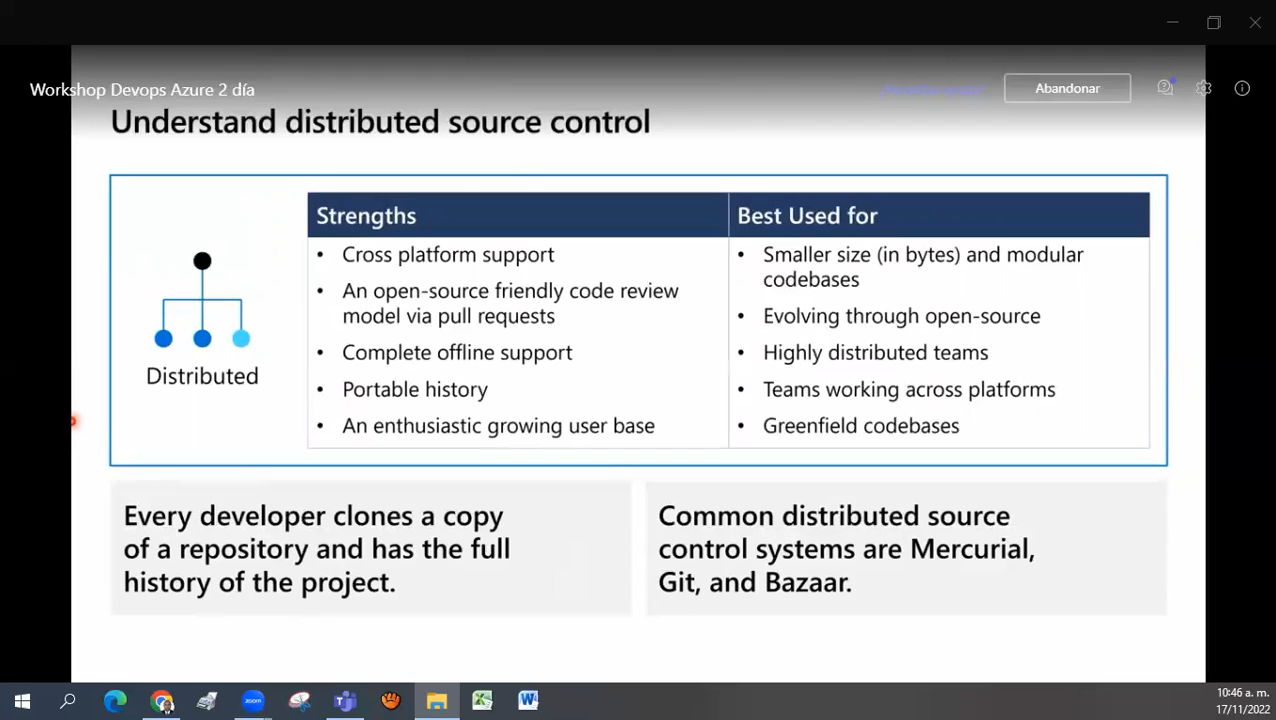 Workshop Devops Azure 2 día
Abandonar
Understand distributed source control
Distributed
Strengths
• Cross platform support
• An open-source friendly code review
model via pull requests
• Complete offline support
• Portable history
• An enthusiastic growing user base
Best Used for
• Smaller size (in bytes) and modular
codebases
• Evolving through open-source
• Highly distributed teams
• Teams working across platforms
• Greenfield codebases
Every developer clones a copy
of a repository and has the full
history of the project.
Common distributed source
control systems are Mercurial,
Git, and Bazaar.
zoom
10:46 a. m.
17/11/2022